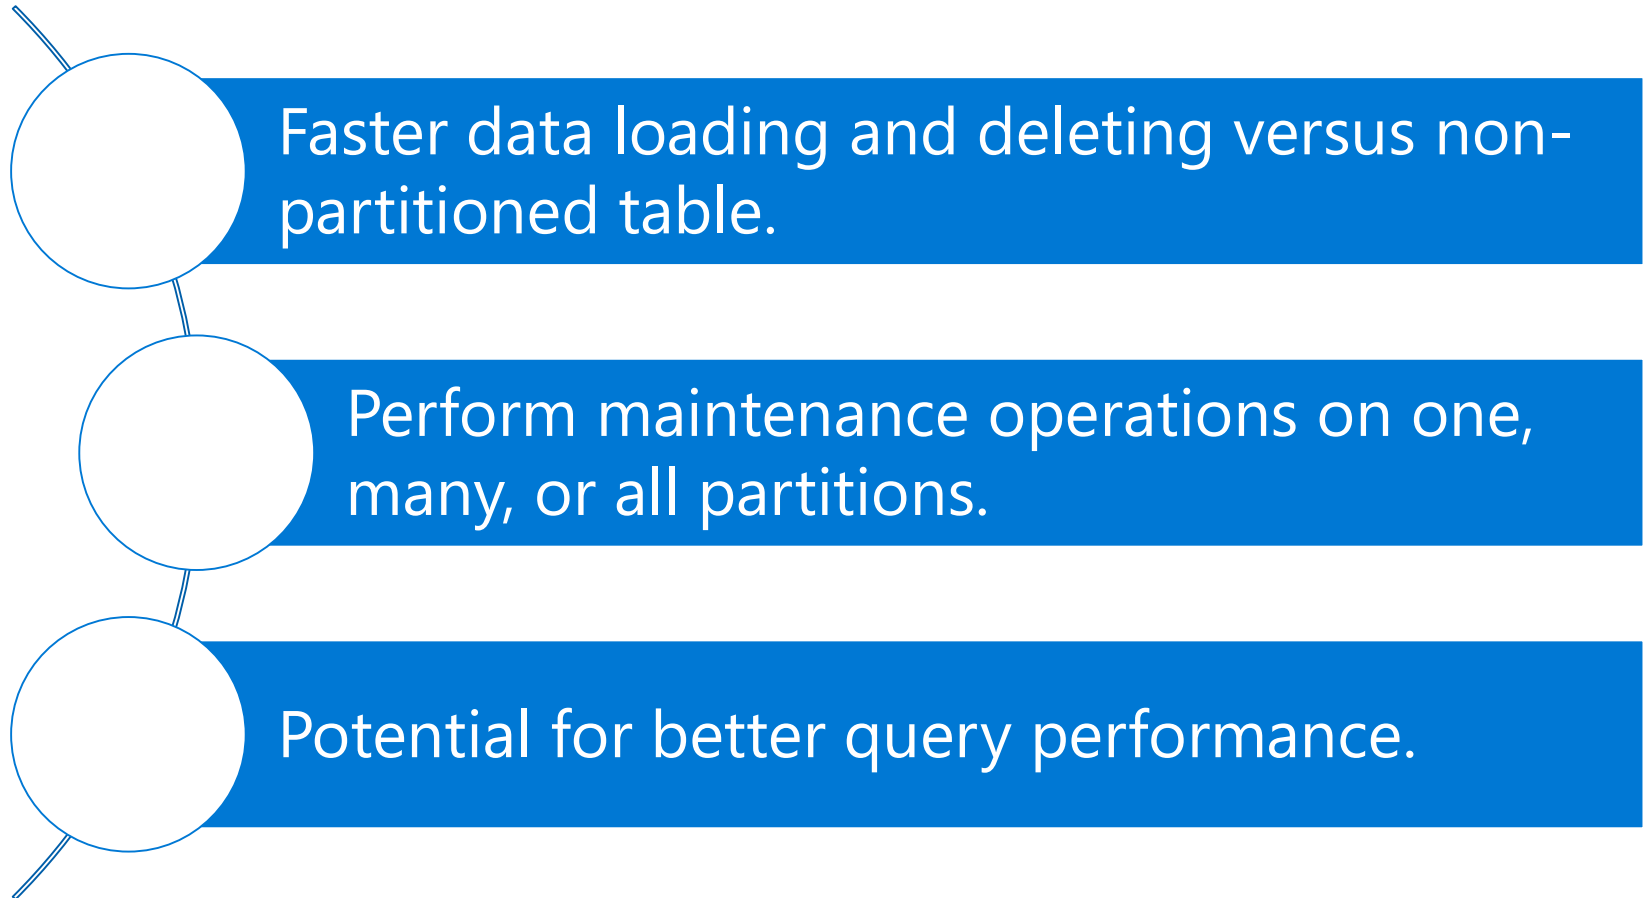 Faster data loading and deleting versus non-
partitioned table.
Perform maintenance operations on one,
many, or all partitions.
Potential for better query performance.